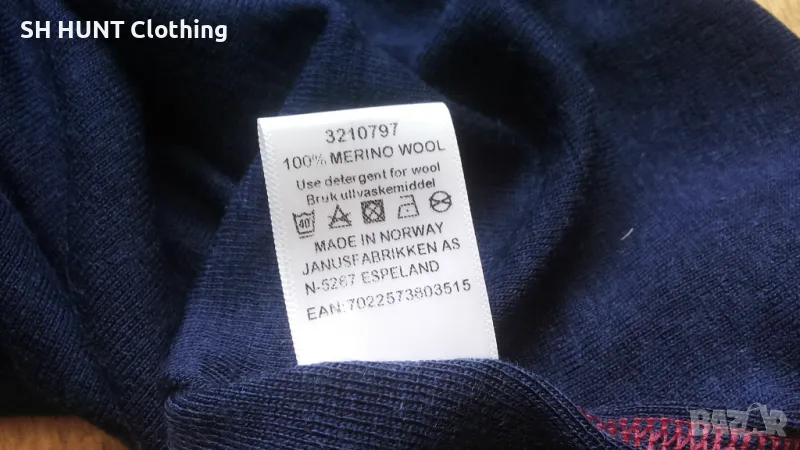 SH HUNT Clothing
3210797
100% MERINO WOOL
Use detergent for wool
Bruk ullvaskemiddel
40
MADE IN NORWAY
JANUSFABRIKKEN AS
N-5267 ESPELAND
EAN:7022573803515
BAZAR